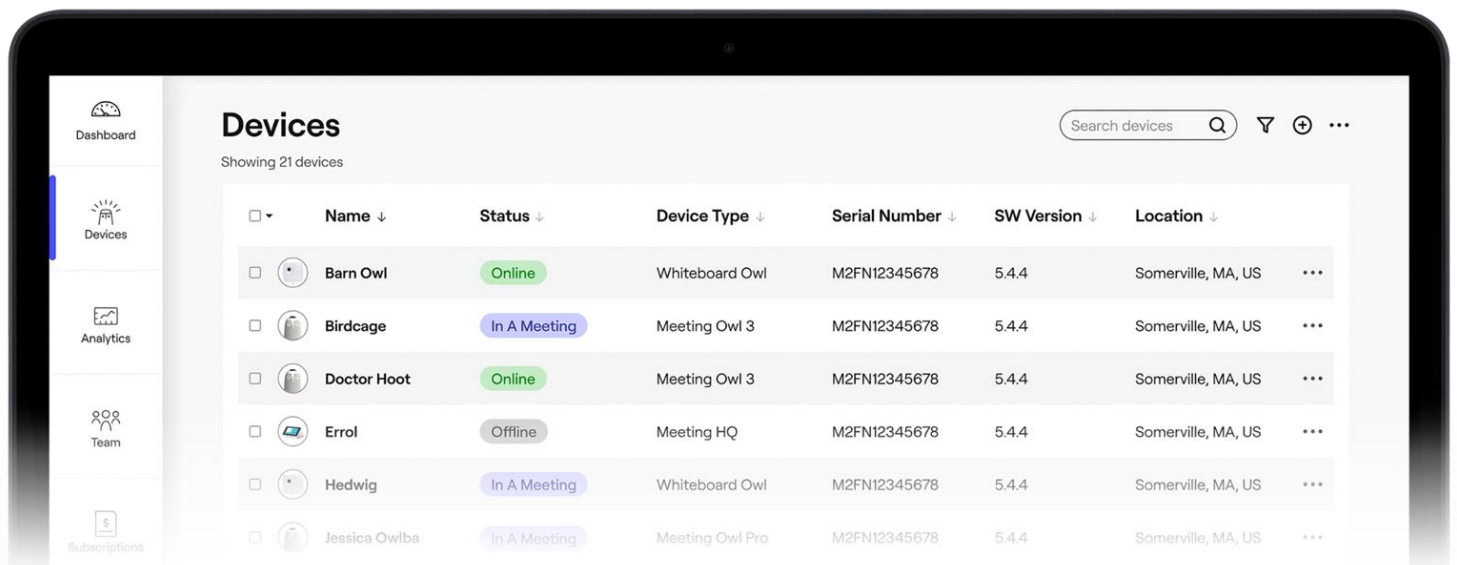 Dashboard
Devices
Analytics
Team
$
Subscriptions
Devices
Search devices
Showing 21 devices
Name ↓ Status ↓ Device Type ↓ Serial Number ↓ SW Version ↓ Location ↓
Barn Owl Online Whiteboard Owl M2FN12345678 5.4.4 Somerville, MA, US
Birdcage In A Meeting Meeting Owl 3 M2FN12345678 5.4.4 Somerville, MA, US
Doctor Hoot Online Meeting Owl 3 M2FN12345678 5.4.4 Somerville, MA, US
Errol Offline Meeting HQ M2FN12345678 5.4.4 Somerville, MA, US
Hedwig In A Meeting Whiteboard Owl M2FN12345678 5.4.4 Somerville, MA, US
Jessica Owlba In A Meeting Meeting Owl Pro M2FN12345678 5.4.4 Somerville, MA, US